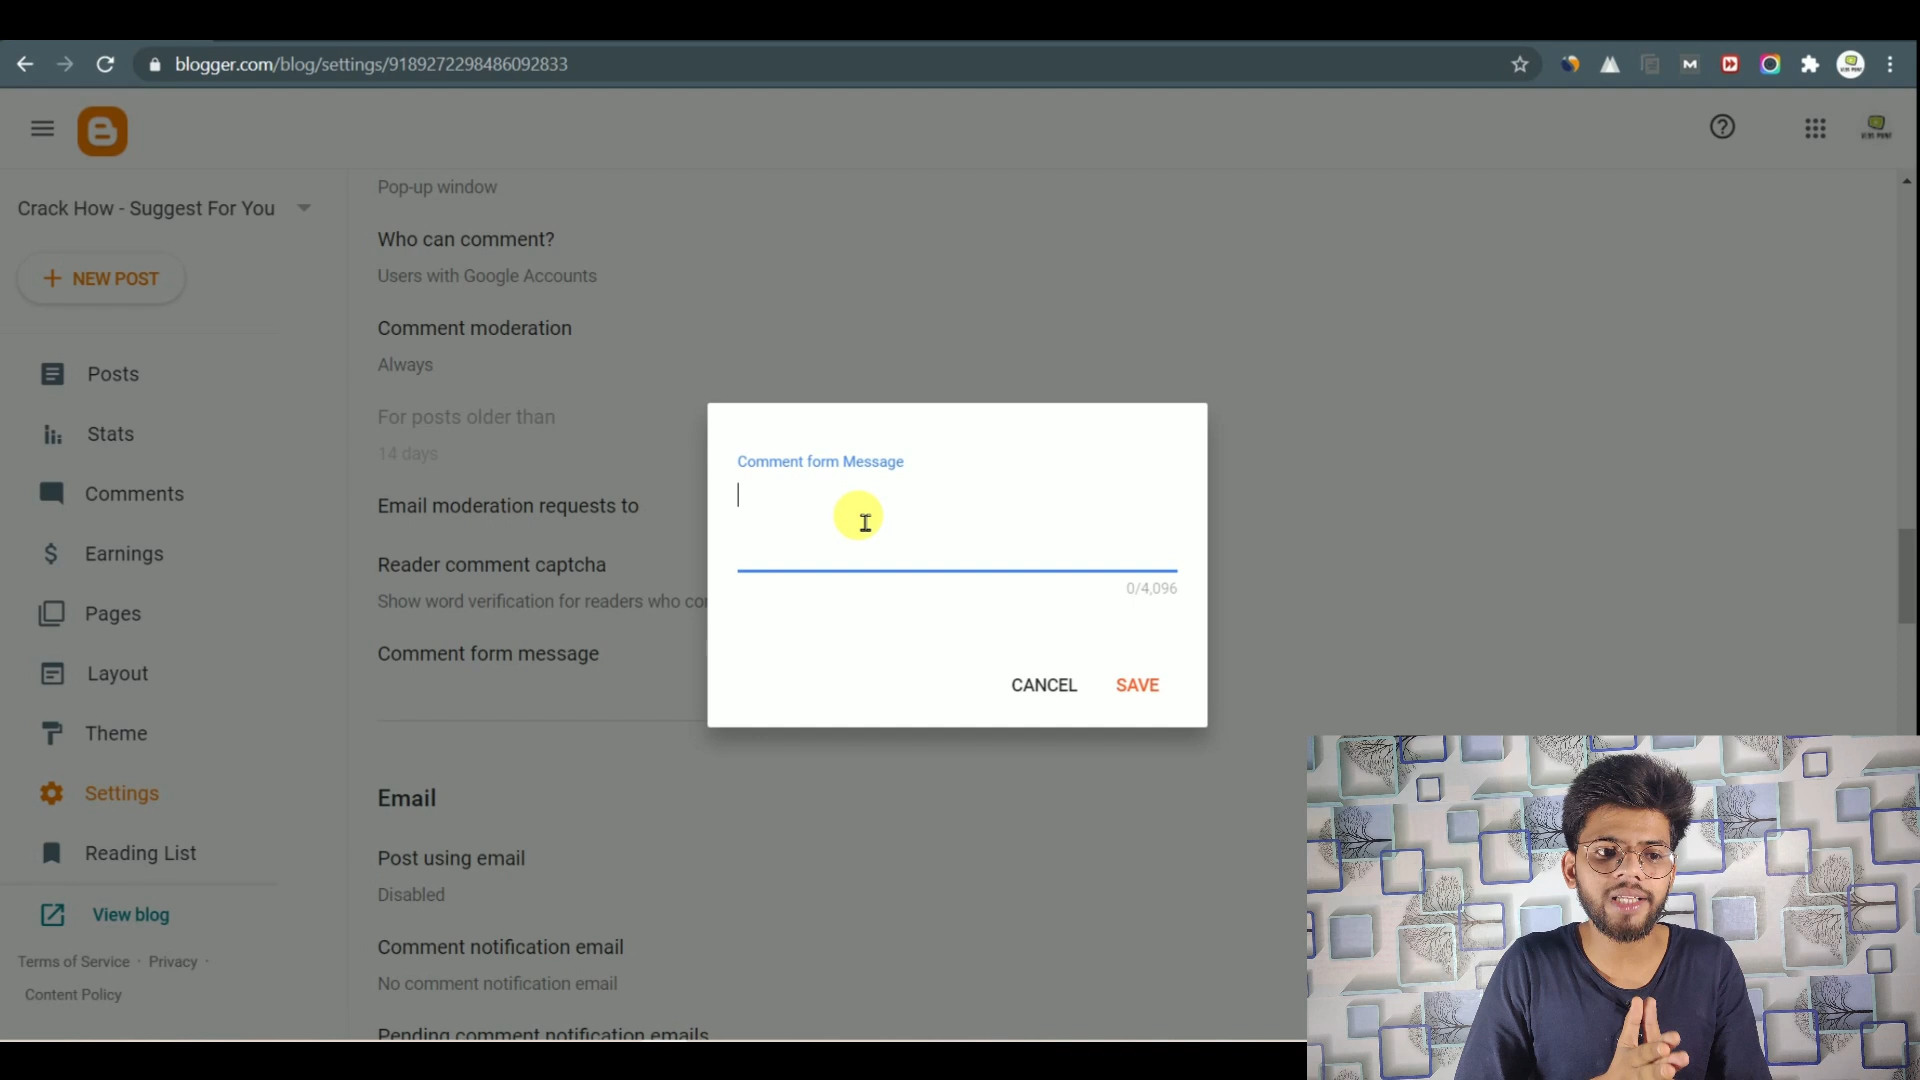 blogger.com/blog/settings/9189272298486092833
Crack How - Suggest For You
NEW POST
Posts
Stats
Comments
Earnings
Pages
Layout
Theme
Settings
Reading List
View blog
Terms of Service · Privacy ·
Content Policy
Pop-up window
Who can comment?
Users with Google Accounts
Comment moderation
Always
For posts older than
14 days
Email moderation requests to
Reader comment captcha
Show word verification for readers who
Comment form message
Email
Post using email
Disabled
Comment notification email
No comment notification email
Pending comment notification emails
Comment form Message
0/4,096
CANCEL
SAVE